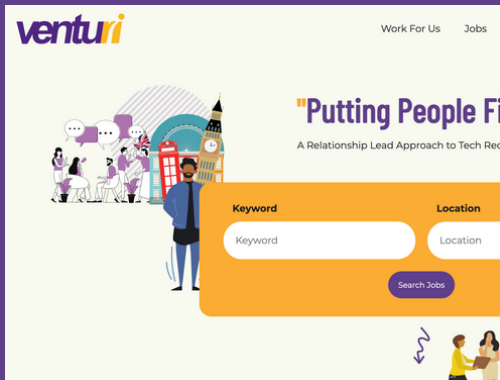 venturi
Work For Us Jobs
"Putting People Fi
A Relationship Lead Approach to Tech Rec
Keyword Location
Keyword Location
Search Jobs